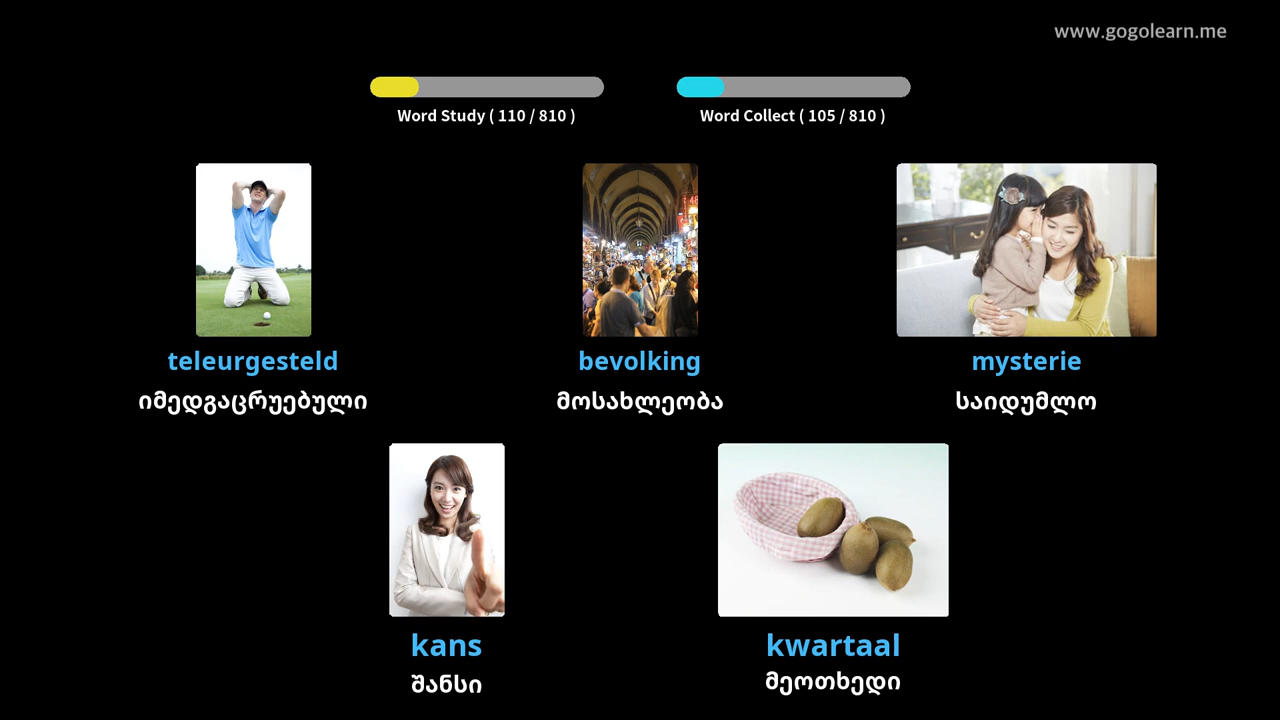 www.gogolearn.me
Word Study ( 110 / 810 )
Word Collect ( 105 / 810 )
teleurgesteld
bevolking
mysterie
იმედგაცრუებული
მოსახლეობა
საიდუმლო
kans
kwartaal
შანსი
მეოთხედი